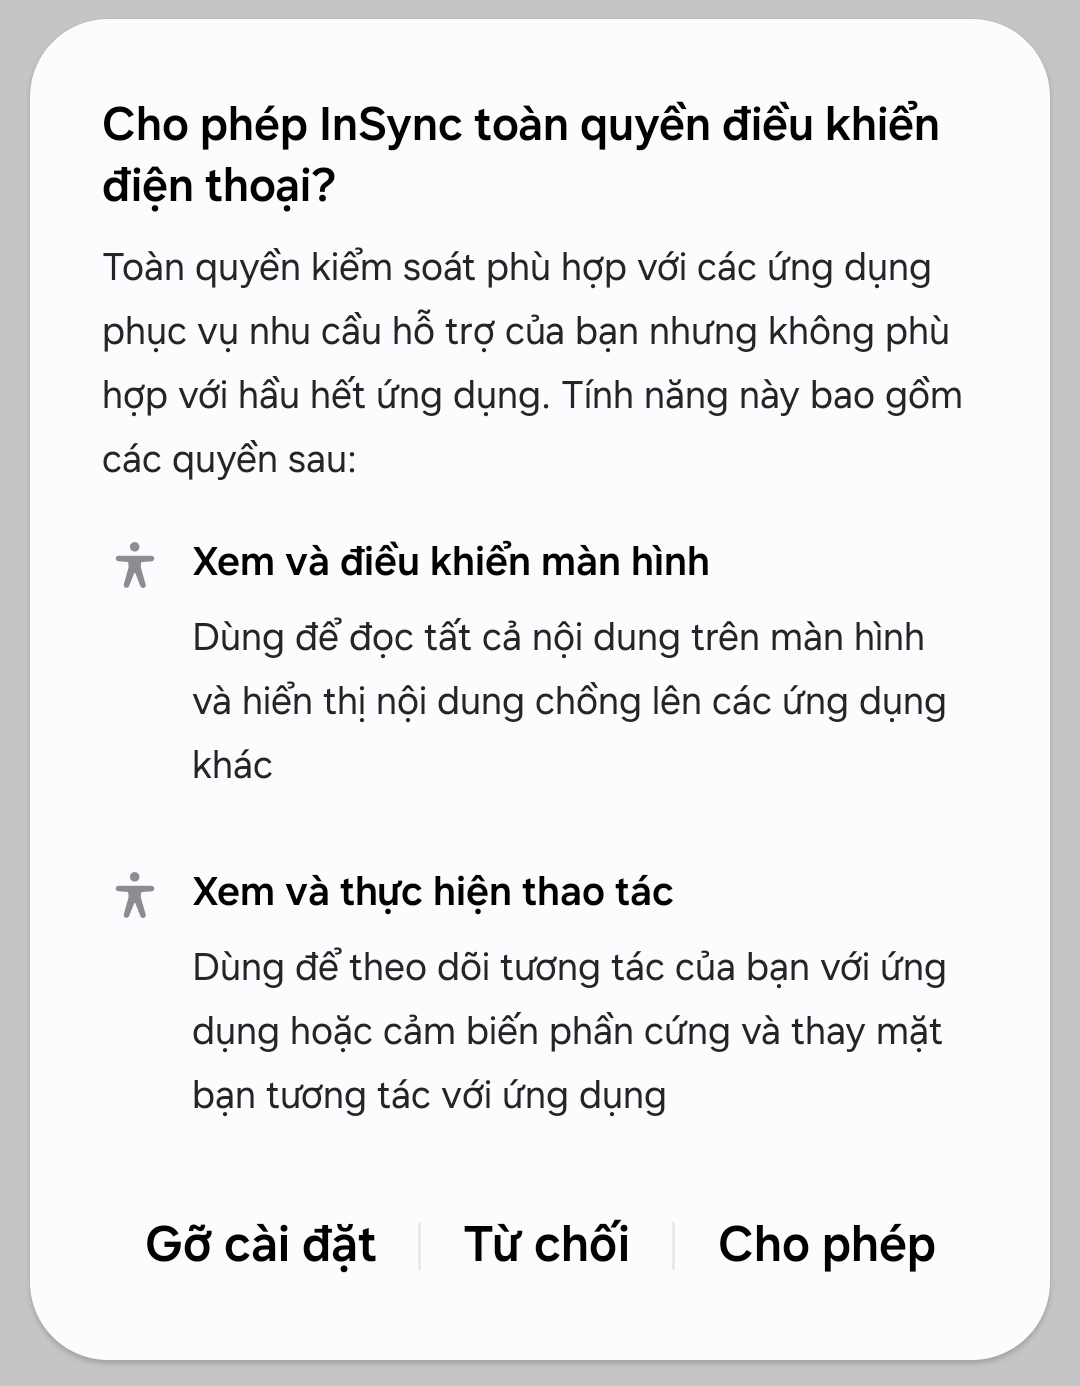 Cho phép InSync toàn quyền điều khiển
điện thoại?
Toàn quyền kiểm soát phù hợp với các ứng dụng
phục vụ nhu cầu hỗ trợ của bạn nhưng không phù
hợp với hầu hết ứng dụng. Tính năng này bao gồm
các quyền sau:
Xem và điều khiển màn hình
Dùng để đọc tất cả nội dung trên màn hình
và hiển thị nội dung chồng lên các ứng dụng
khác
Xem và thực hiện thao tác
Dùng để theo dõi tương tác của bạn với ứng
dụng hoặc cảm biến phần cứng và thay mặt
bạn tương tác với ứng dụng
Gỡ cài đặt
Từ chối
Cho phép